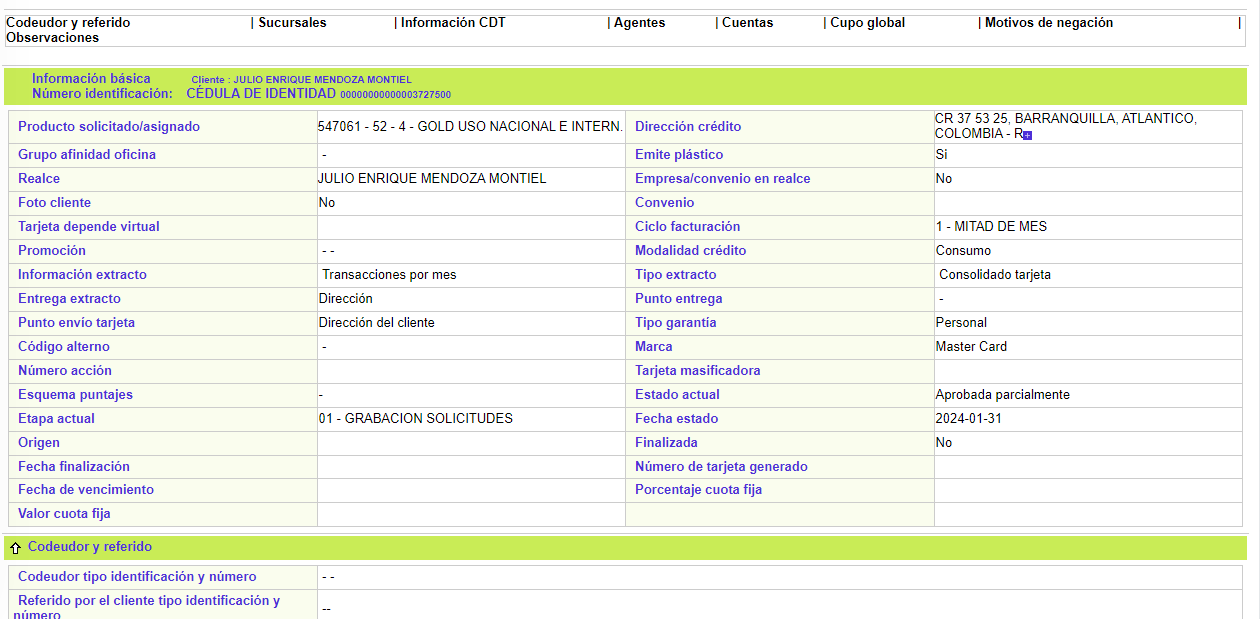 Codeudor y referido | Sucursales | Información CDT | Agentes | Cuentas | Cupo global | Motivos de negación |
Observaciones
Información básica Cliente : JULIO ENRIQUE MENDOZA MONTIEL
Número identificación: CÉDULA DE IDENTIDAD 00000000000003727500
Producto solicitado/asignado 547061 - 52 - 4 - GOLD USO NACIONAL E INTERN. Dirección crédito CR 37 53 25, BARRANQUILLA, ATLANTICO,
COLOMBIA - R
Grupo afinidad oficina - Emite plástico Si
Realce JULIO ENRIQUE MENDOZA MONTIEL Empresa/convenio en realce No
Foto cliente No Convenio
Tarjeta depende virtual Ciclo facturación 1 - MITAD DE MES
Promoción - - Modalidad crédito Consumo
Información extracto Transacciones por mes Tipo extracto Consolidado tarjeta
Entrega extracto Dirección Punto entrega -
Punto envío tarjeta Dirección del cliente Tipo garantía Personal
Código alterno - Marca Master Card
Número acción Tarjeta masificadora
Esquema puntajes - Estado actual Aprobada parcialmente
Etapa actual 01 - GRABACION SOLICITUDES Fecha estado 2024-01-31
Origen Finalizada No
Fecha finalización Número de tarjeta generado
Fecha de vencimiento Porcentaje cuota fija
Valor cuota fija
Codeudor y referido
Codeudor tipo identificación y número - -
Referido por el cliente tipo identificación y
número --